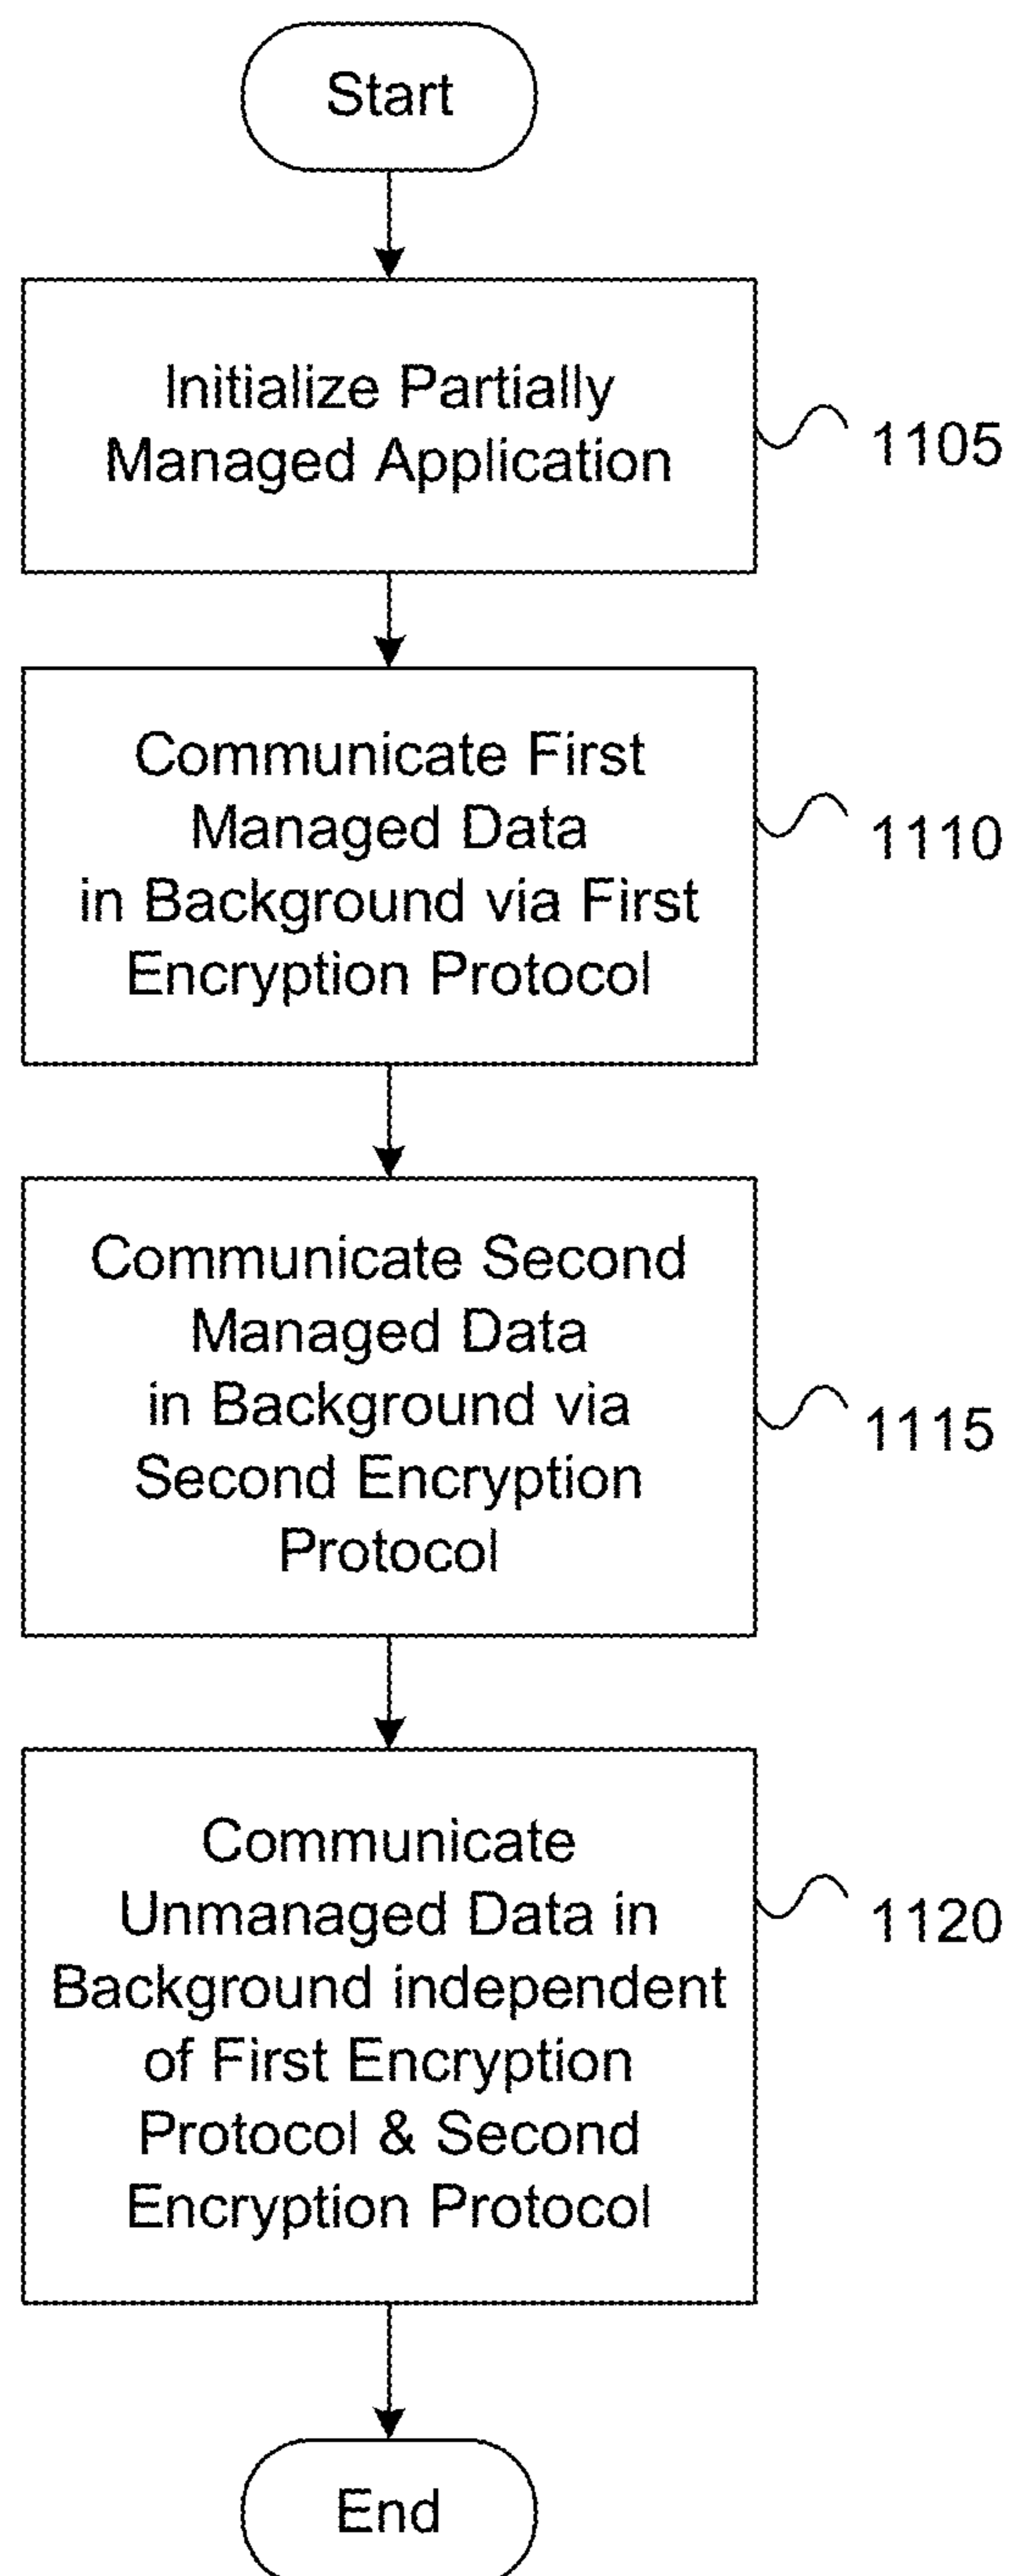 Start
Initialize Partially
Managed Application
1105
Communicate First
Managed Data
in Background via First
Encryption Protocol
1110
Communicate Second
Managed Data
in Background via
Second Encryption
Protocol
1115
Communicate
Unmanaged Data in
Background independent
of First Encryption
Protocol & Second
Encryption Protocol
1120
End